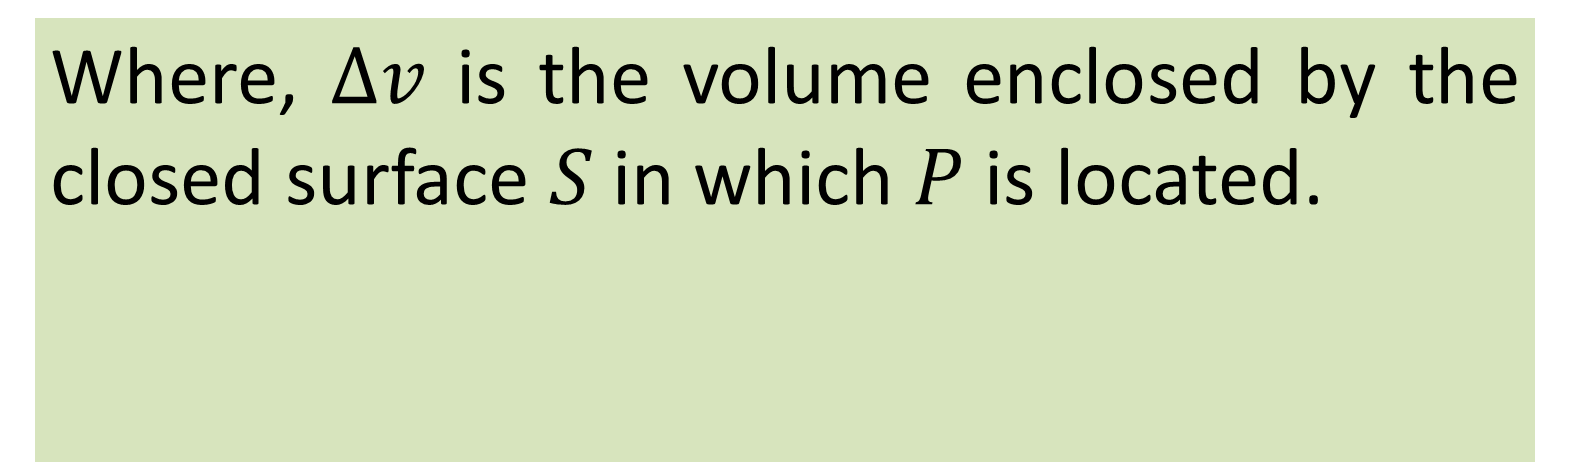 Where, Δ𝑣 is the volume enclosed by the
closed surface 𝑆 in which 𝑃 is located.